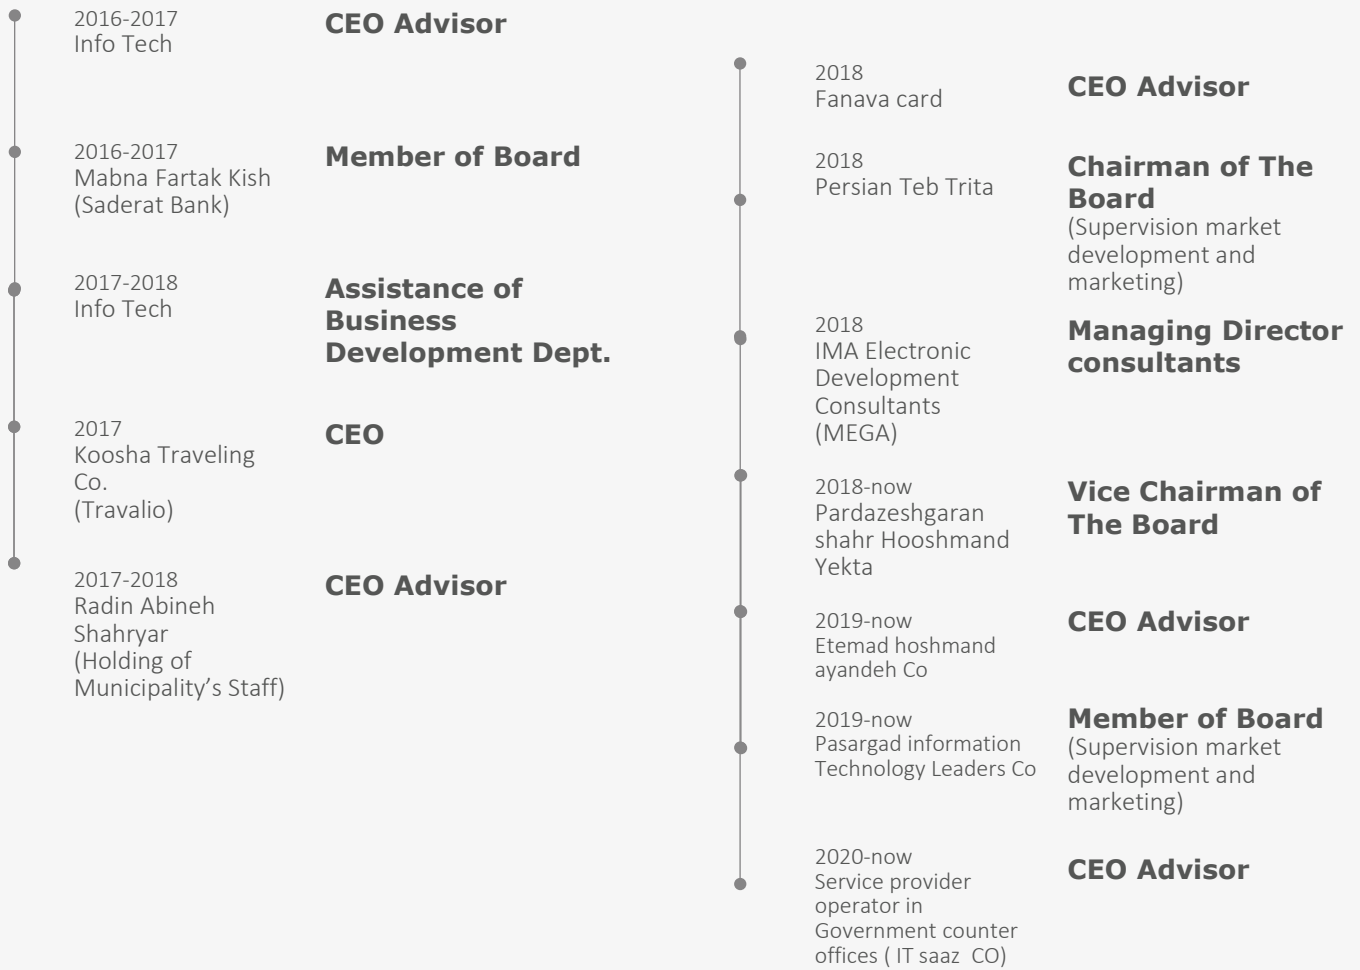 2016-2017
Info Tech
CEO Advisor
2016-2017
Mabna Fartak Kish
(Saderat Bank)
Member of Board
2017-2018
Info Tech
Assistance of
Business
Development Dept.
2017
Koosha Traveling
Co.
(Travalio)
CEO
2017-2018
Radin Abineh
Shahryar
(Holding of
Municipality’s Staff)
CEO Advisor
2018
Fanava card
CEO Advisor
2018
Persian Teb Trita
Chairman of The
Board
(Supervision market
development and
marketing)
2018
IMA Electronic
Development
Consultants
(MEGA)
Managing Director
consultants
2018-now
Pardazeshgaran
shahr Hooshmand
Yekta
Vice Chairman of
The Board
2019-now
Etemad hoshmand
ayandeh Co
CEO Advisor
2019-now
Pasargad information
Technology Leaders Co
Member of Board
(Supervision market
development and
marketing)
2020-now
Service provider
operator in
Government counter
offices ( IT saaz  CO)
CEO Advisor